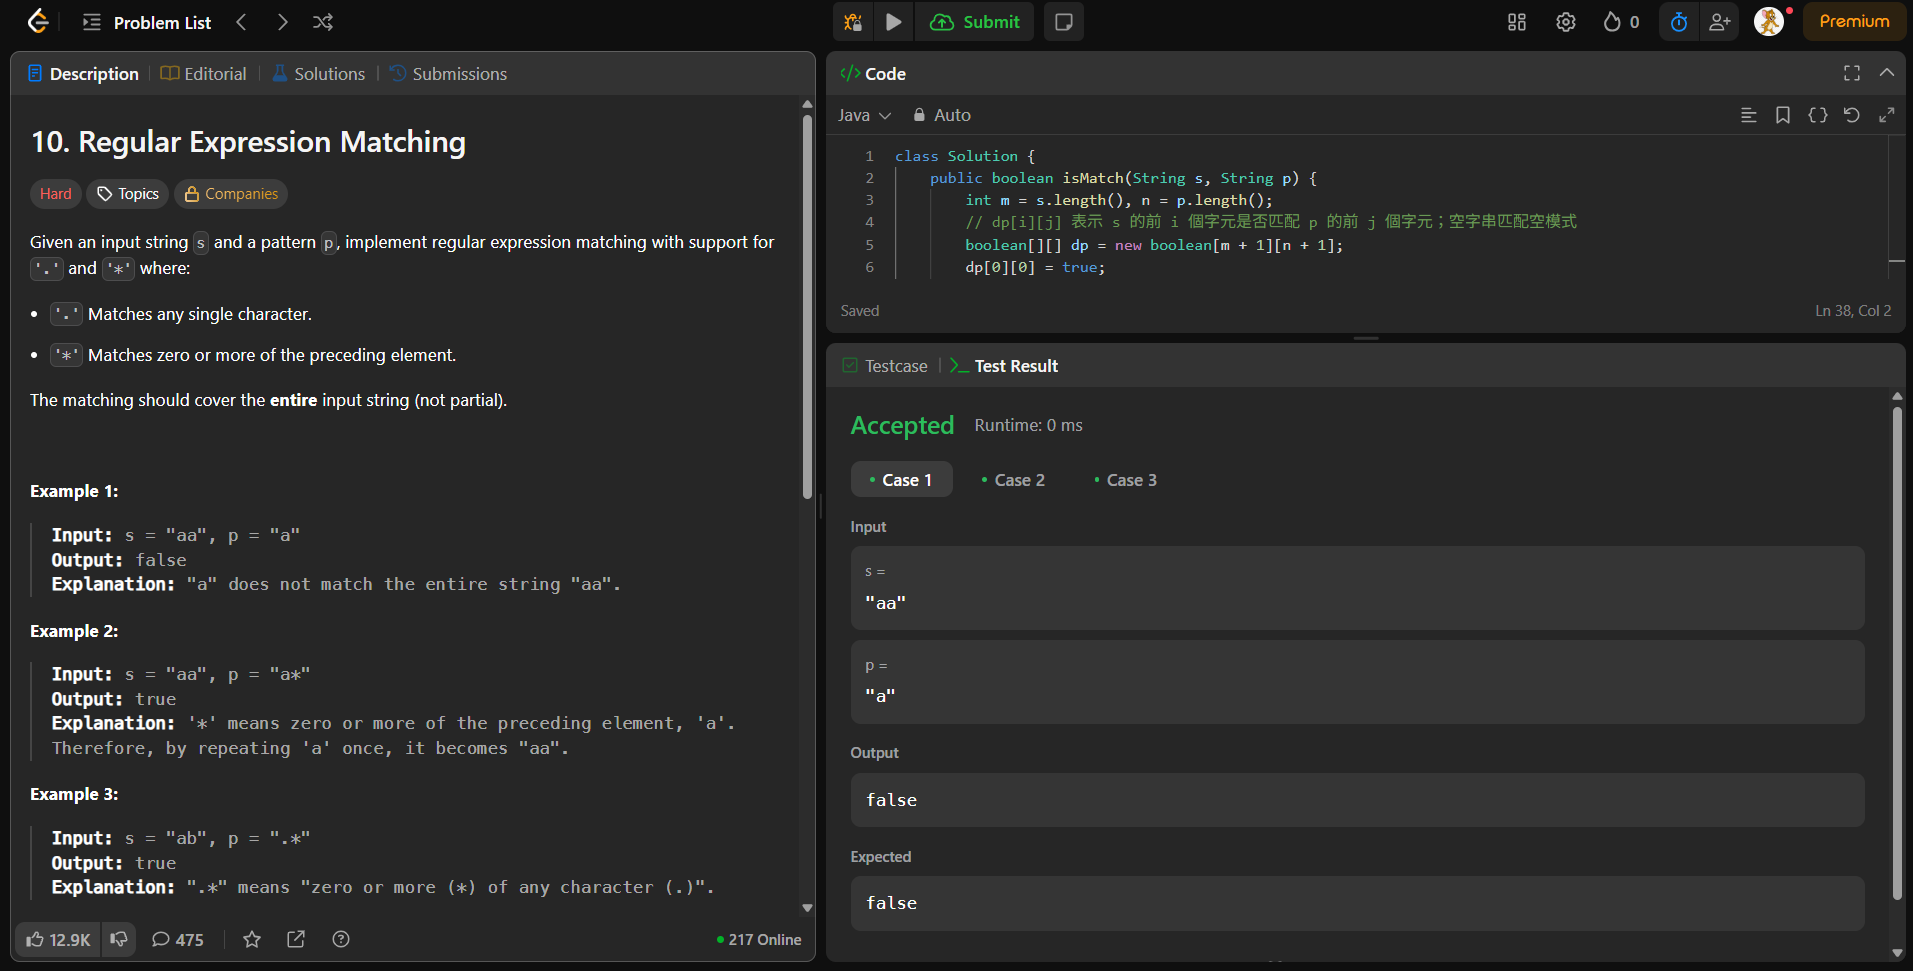 Problem List
Submit
0
Premium
Description
Editorial
Solutions
Submissions
10. Regular Expression Matching
Hard
Topics
Companies
Given an input string s and a pattern p, implement regular expression matching with support for
'.' and '*' where:
• '.' Matches any single character.
• '*' Matches zero or more of the preceding element.
The matching should cover the entire input string (not partial).
Example 1:
Input: s = "aa", p = "a"
Output: false
Explanation: "a" does not match the entire string "aa".
Example 2:
Input: s = "aa", p = "a*"
Output: true
Explanation: '*' means zero or more of the preceding element, 'a'.
Therefore, by repeating 'a' once, it becomes "aa".
Example 3:
Input: s = "ab", p = ".*"
Output: true
Explanation: ".*" means "zero or more (*) of any character (.)".
12.9K
475
217 Online
</> Code
Java
Auto
1 class Solution {
2 public boolean isMatch(String s, String p) {
3 int m = s.length(), n = p.length();
4 // dp[i][j] 表示 s 的前 i 個字元是否匹配 p 的前 j 個字元；空字串匹配空模式
5 boolean[][] dp = new boolean[m + 1][n + 1];
6 dp[0][0] = true;
Saved
Ln 38, Col 2
Testcase
Test Result
Accepted
Runtime: 0 ms
• Case 1
• Case 2
• Case 3
Input
s =
"aa"
p =
"a"
Output
false
Expected
false